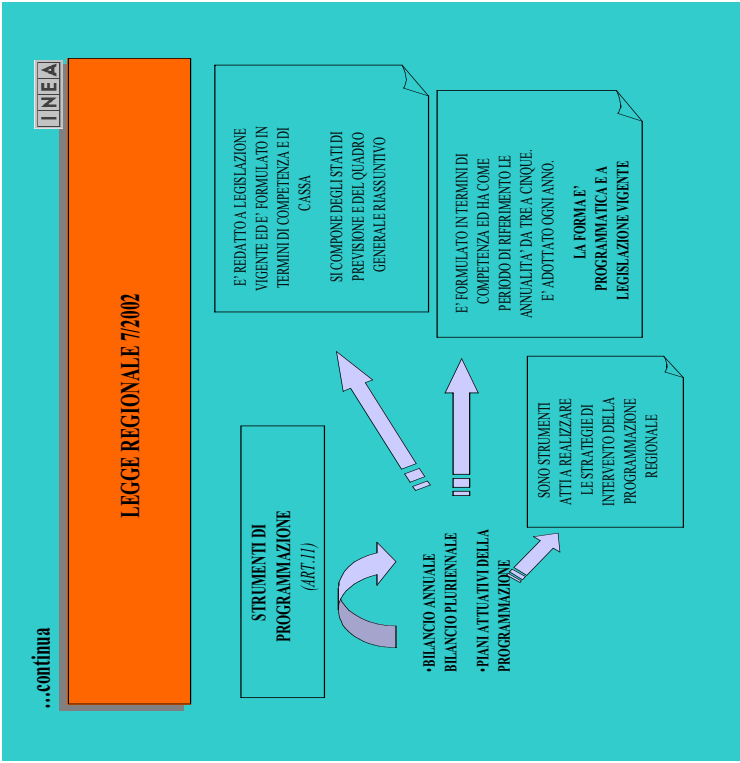 ...continua
INEA
LEGGE REGIONALE 7/2002
STRUMENTI DI
PROGRAMMAZIONE
(ART.11)
•BILANCIO ANNUALE
BILANCIO PLURIENNALE
•PIANI ATTUATIVI DELLA
PROGRAMMAZIONE
E' REDATTO A LEGISLAZIONE
VIGENTE ED E' FORMULATO IN
TERMINI DI COMPETENZA E DI
CASSA
SI COMPONE DEGLI STATI DI
PREVISIONE E DEL QUADRO
GENERALE RIASSUNTIVO
E' FORMULATO IN TERMINI DI
COMPETENZA ED HA COME
PERIODO DI RIFERIMENTO LE
ANNUALITA' DA TRE A CINQUE.
E' ADOTTATO OGNI ANNO.
LA FORMA E'
PROGRAMMATICA E A
LEGISLAZIONE VIGENTE
SONO STRUMENTI
ATTI A REALIZZARE
LE STRATEGIE DI
INTERVENTO DELLA
PROGRAMMAZIONE
REGIONALE